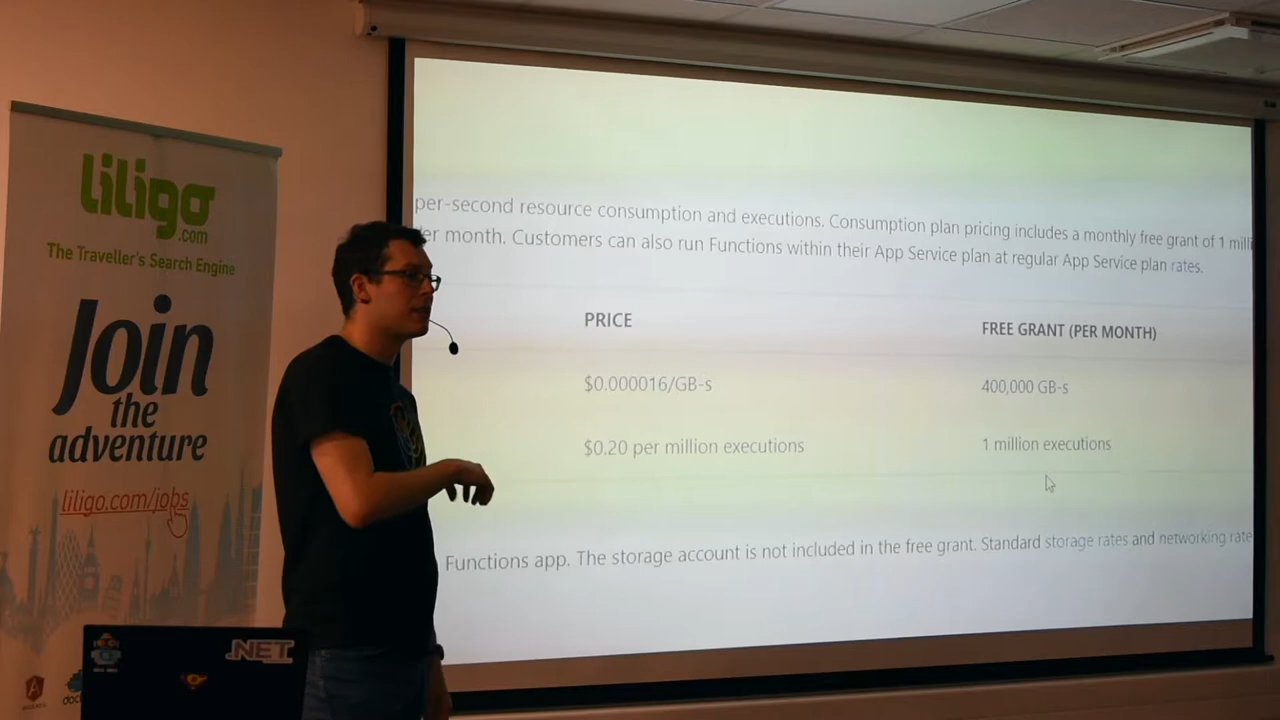 liligo
.com
The Traveller's Search Engine
Join
the
adventure
liligo.com/jobs
.NET
per-second resource consumption and executions. Consumption plan pricing includes a monthly free grant of 1 milli
er month. Customers can also run Functions within their App Service plan at regular App Service plan rates.
PRICE
FREE GRANT (PER MONTH)
$0.000016/GB-s
400,000 GB-s
$0.20 per million executions
1 million executions
Functions app. The storage account is not included in the free grant. Standard storage rates and networking rate